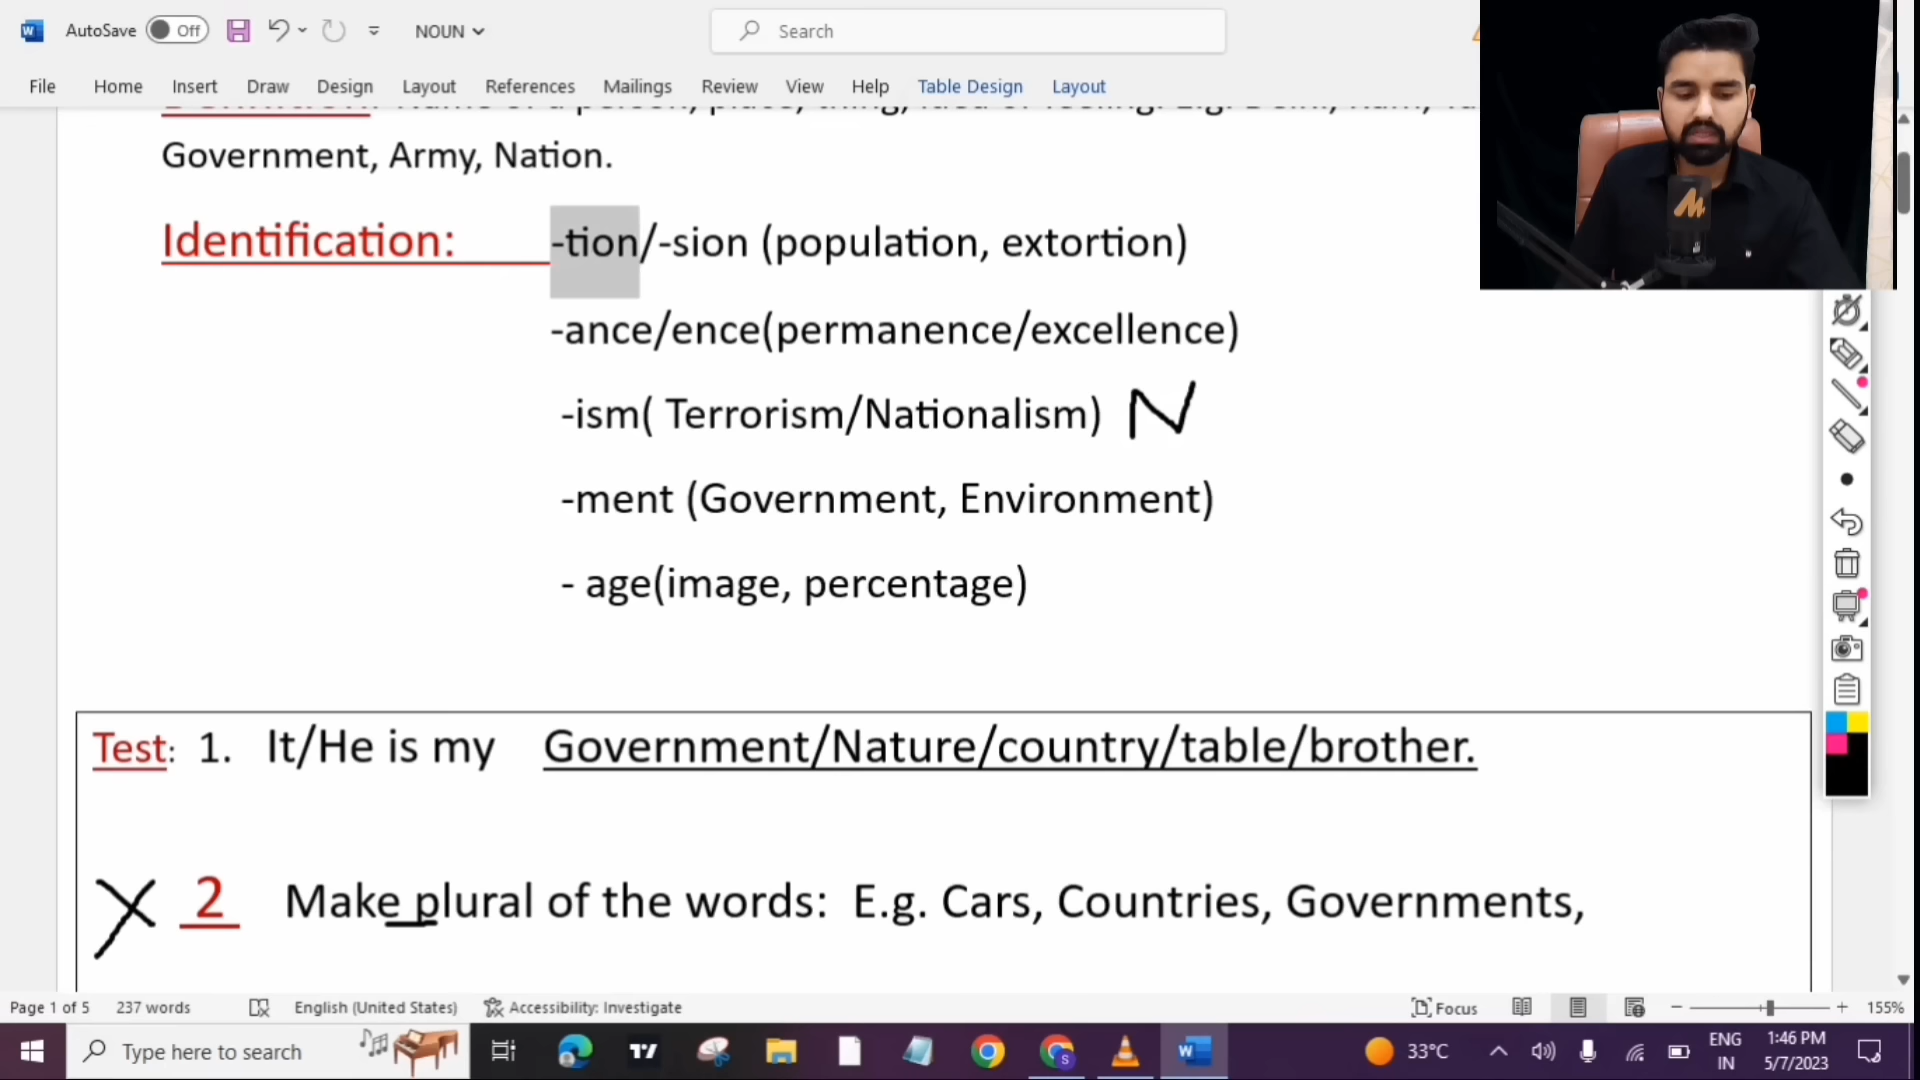 AutoSave Off NOUN Search
File Home Insert Draw Design Layout References Mailings Review View Help Table Design Layout
Government, Army, Nation.
Identification: -tion/-sion (population, extortion)
-ance/ence(permanence/excellence)
-ism( Terrorism/Nationalism) N
-ment (Government, Environment)
- age(image, percentage)
Test: 1. It/He is my Government/Nature/country/table/brother.
X 2 Make plural of the words: E.g. Cars, Countries, Governments,
Page 1 of 5 237 words English (United States) Accessibility: Investigate Focus 155%
Type here to search 33°C ENG 1:46 PM
IN 5/7/2023